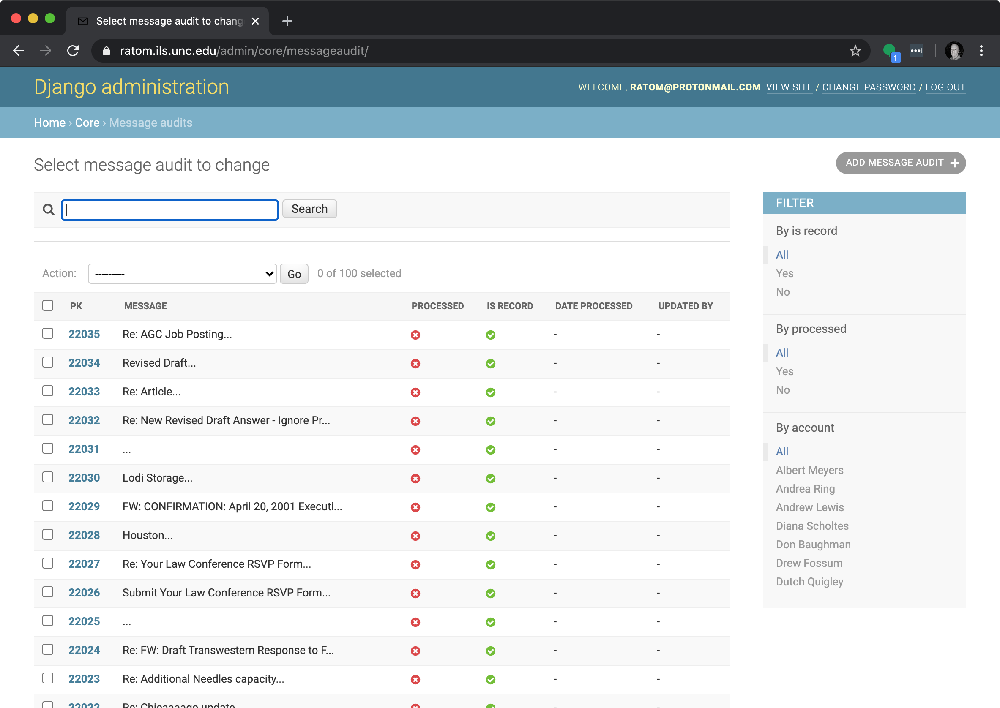 Select message audit to chang
ratom.ils.unc.edu/admin/core/messageaudit/
1
Django administration
WELCOME, RATOM@PROTONMAIL.COM. VIEW SITE / CHANGE PASSWORD / LOG OUT
Home › Core › Message audits
Select message audit to change
ADD MESSAGE AUDIT
Search
Action: --------- Go 0 of 100 selected
PK MESSAGE PROCESSED IS RECORD DATE PROCESSED UPDATED BY
22035 Re: AGC Job Posting... - -
22034 Revised Draft... - -
22033 Re: Article... - -
22032 Re: New Revised Draft Answer - Ignore Pr... - -
22031 ... - -
22030 Lodi Storage... - -
22029 FW: CONFIRMATION: April 20, 2001 Executi... - -
22028 Houston... - -
22027 Re: Your Law Conference RSVP Form... - -
22026 Submit Your Law Conference RSVP Form... - -
22025 ... - -
22024 Re: FW: Draft Transwestern Response to F... - -
22023 Re: Additional Needles capacity... - -
22022 Re: Chicaaaago update
FILTER
By is record
All
Yes
No
By processed
All
Yes
No
By account
All
Albert Meyers
Andrea Ring
Andrew Lewis
Diana Scholtes
Don Baughman
Drew Fossum
Dutch Quigley